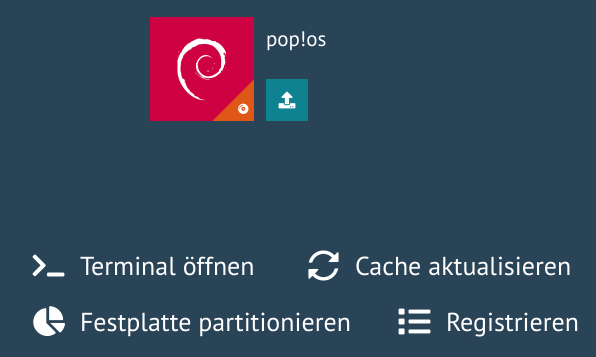 pop!os
Terminal öffnen
Cache aktualisieren
Festplatte partitionieren
Registrieren